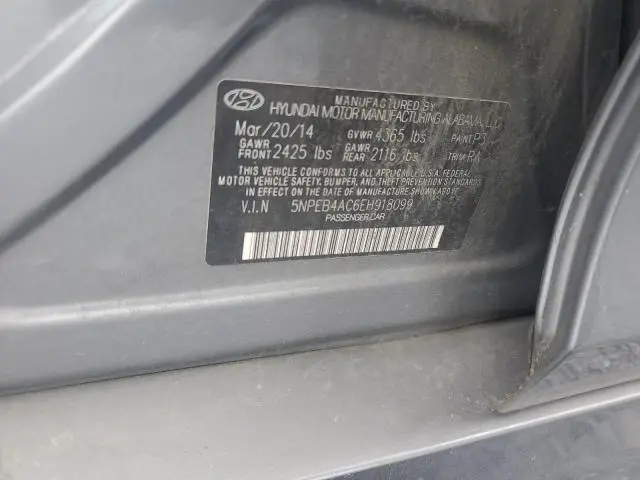 MANUFACTURED BY
HYUNDAI MOTOR MANUFACTURING ALABAMA, LLC
Mar/20/14 GVWR 4365 lbs PAINT P3
GAWR FRONT 2425 lbs GAWR REAR 2116 lbs TRIM RX
THIS VEHICLE CONFORMS TO ALL APPLICABLE U.S. FEDERAL
MOTOR VEHICLE SAFETY, BUMPER, AND THEFT PREVENTION STANDARDS
IN EFFECT ON THE DATE OF MANUFACTURE SHOWN ABOVE.
V.I.N 5NPEB4AC6EH918099
PASSENGER CAR